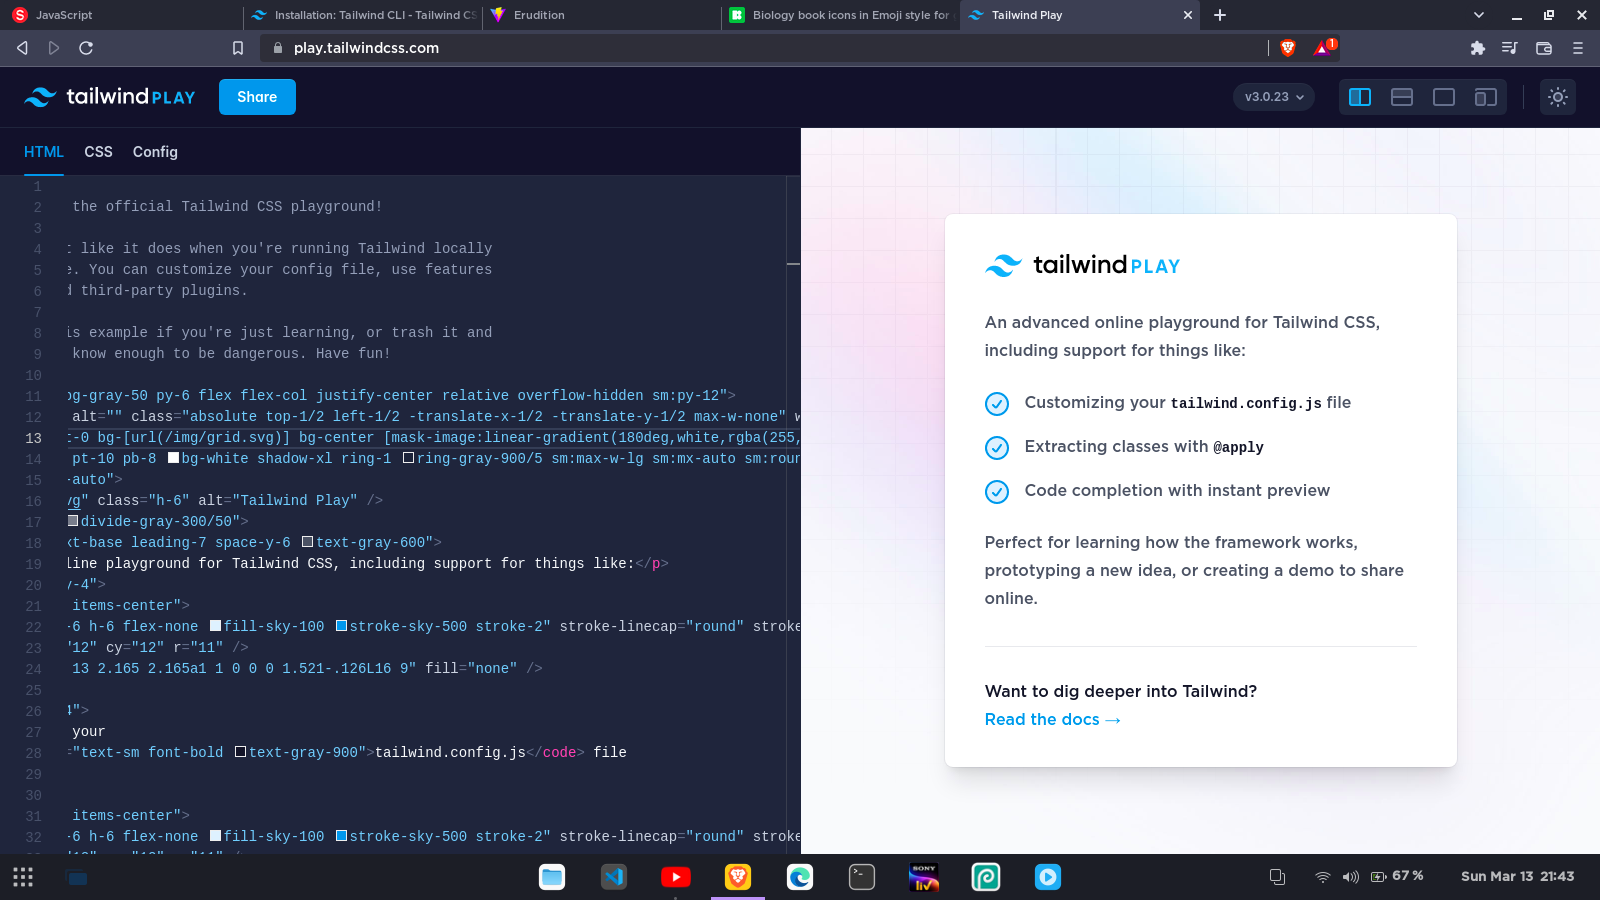 JavaScript
Installation: Tailwind CLI - Tailwind CS
Erudition
Biology book icons in Emoji style for
Tailwind Play
play.tailwindcss.com
1
tailwind PLAY
Share
v3.0.23
HTML CSS Config
1
2 the official Tailwind CSS playground!
3
4 t like it does when you're running Tailwind locally
5 e. You can customize your config file, use features
6 d third-party plugins.
7
8 is example if you're just learning, or trash it and
9 know enough to be dangerous. Have fun!
10
11 bg-gray-50 py-6 flex flex-col justify-center relative overflow-hidden sm:py-12">
12 alt="" class="absolute top-1/2 left-1/2 -translate-x-1/2 -translate-y-1/2 max-w-none" w
13 t-0 bg-[url(/img/grid.svg)] bg-center [mask-image:linear-gradient(180deg,white,rgba(255,
14 pt-10 pb-8 bg-white shadow-xl ring-1 ring-gray-900/5 sm:max-w-lg sm:mx-auto sm:roun
15 -auto">
16 vg" class="h-6" alt="Tailwind Play" />
17 divide-gray-300/50">
18 xt-base leading-7 space-y-6 text-gray-600">
19 line playground for Tailwind CSS, including support for things like:</p>
20 y-4">
21 items-center">
22 -6 h-6 flex-none fill-sky-100 stroke-sky-500 stroke-2" stroke-linecap="round" stroke
23 "12" cy="12" r="11" />
24 13 2.165 2.165a1 1 0 0 0 1.521-.126L16 9" fill="none" />
25
26 4">
27 your
28 ="text-sm font-bold text-gray-900">tailwind.config.js</code> file
29
30
31 items-center">
32 -6 h-6 flex-none fill-sky-100 stroke-sky-500 stroke-2" stroke-linecap="round" stroke
tailwind PLAY
An advanced online playground for Tailwind CSS,
including support for things like:
Customizing your tailwind.config.js file
Extracting classes with @apply
Code completion with instant preview
Perfect for learning how the framework works,
prototyping a new idea, or creating a demo to share
online.
Want to dig deeper into Tailwind?
Read the docs →
SONY
liv
67 %
Sun Mar 13 21:43